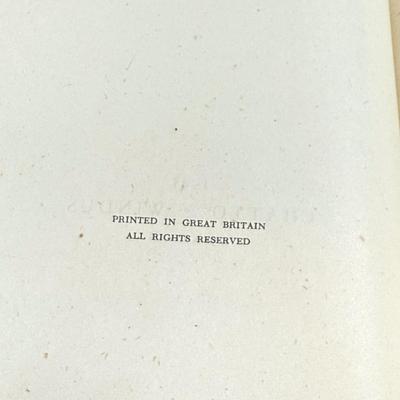 PRINTED IN GREAT BRITAIN
ALL RIGHTS RESERVED